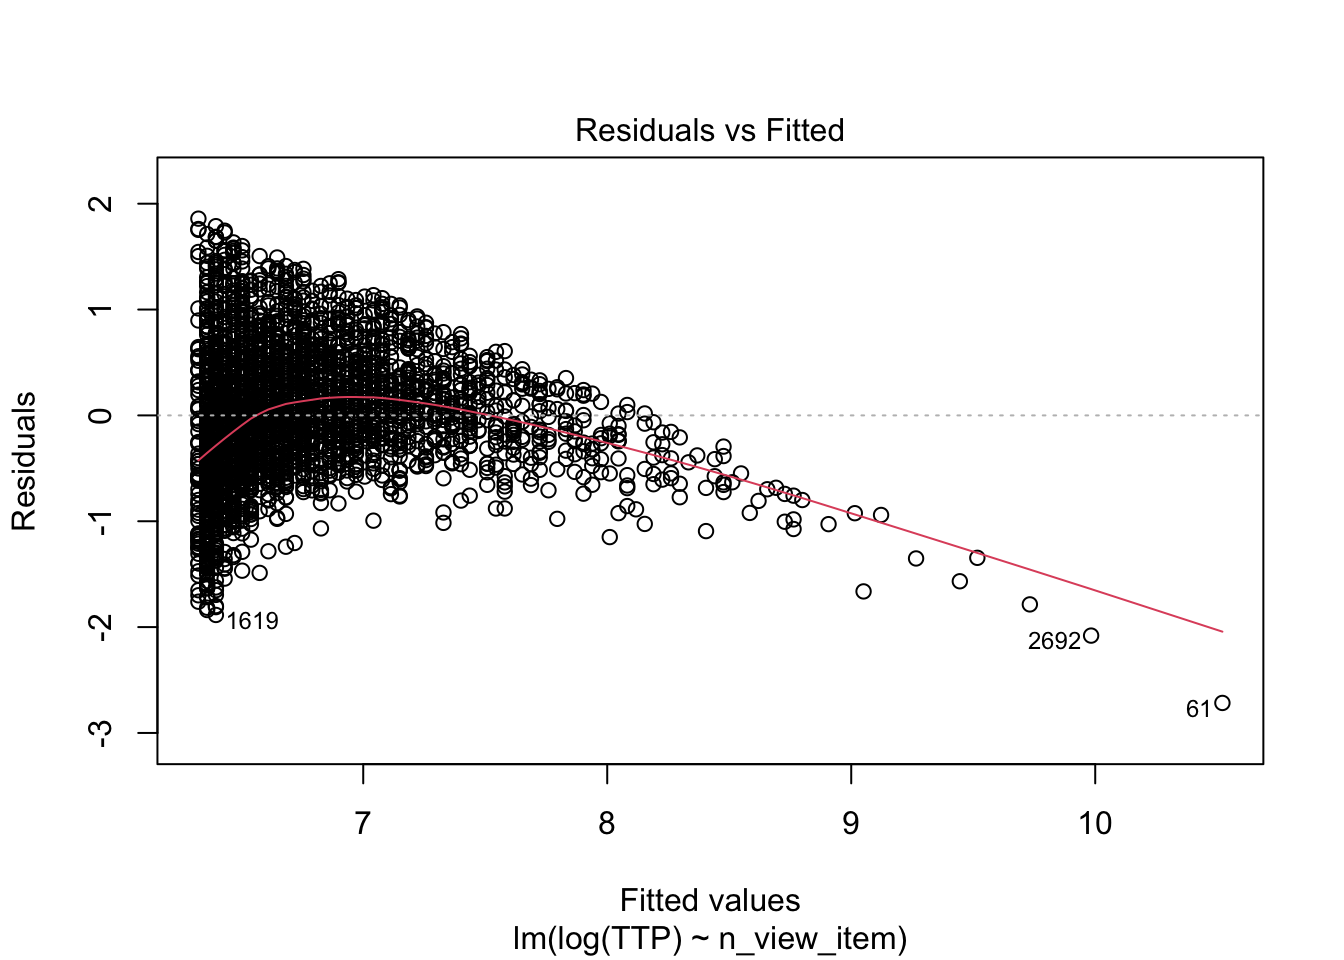 Residuals vs Fitted
Residuals
2
1
0
-1
-2
-3
1619
2692
61
7 8 9 10
Fitted values
lm(log(TTP) ~ n_view_item)